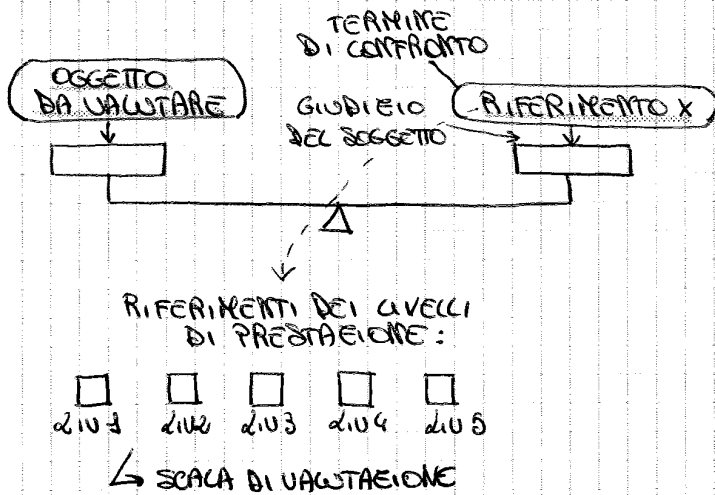 TERMINE
DI CONFRONTO
OGGETTO
DA VALUTARE
GIUDIZIO
DEL SOGGETTO
RIFERIMENTO X
RIFERIMENTI DEI LIVELLI
DI PRESTAZIONE:
LIV 1 LIV 2 LIV 3 LIV 4 LIV 5
↳ SCALA DI VALUTAZIONE